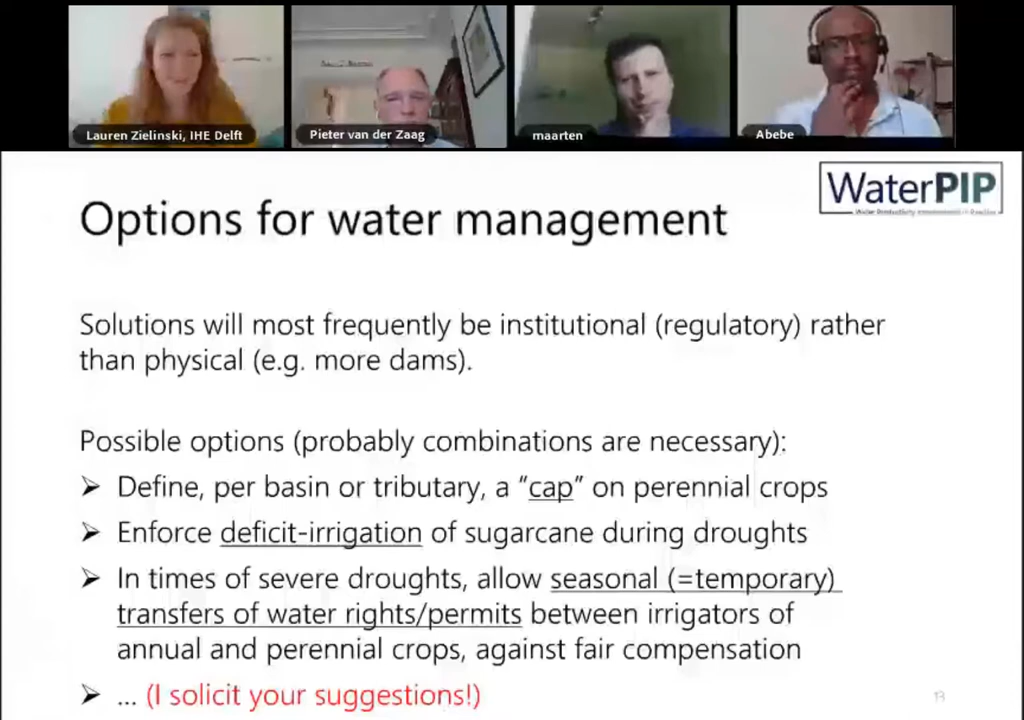 Lauren Zielinski, IHE Delft
Pieter van der Zaag
maarten
Abebe
WaterPIP
Options for water management
Solutions will most frequently be institutional (regulatory) rather
than physical (e.g. more dams).
Possible options (probably combinations are necessary):
➤ Define, per basin or tributary, a “cap” on perennial crops
➤ Enforce deficit-irrigation of sugarcane during droughts
➤ In times of severe droughts, allow seasonal (=temporary)
transfers of water rights/permits between irrigators of
annual and perennial crops, against fair compensation
➤ ... (I solicit your suggestions!)
13